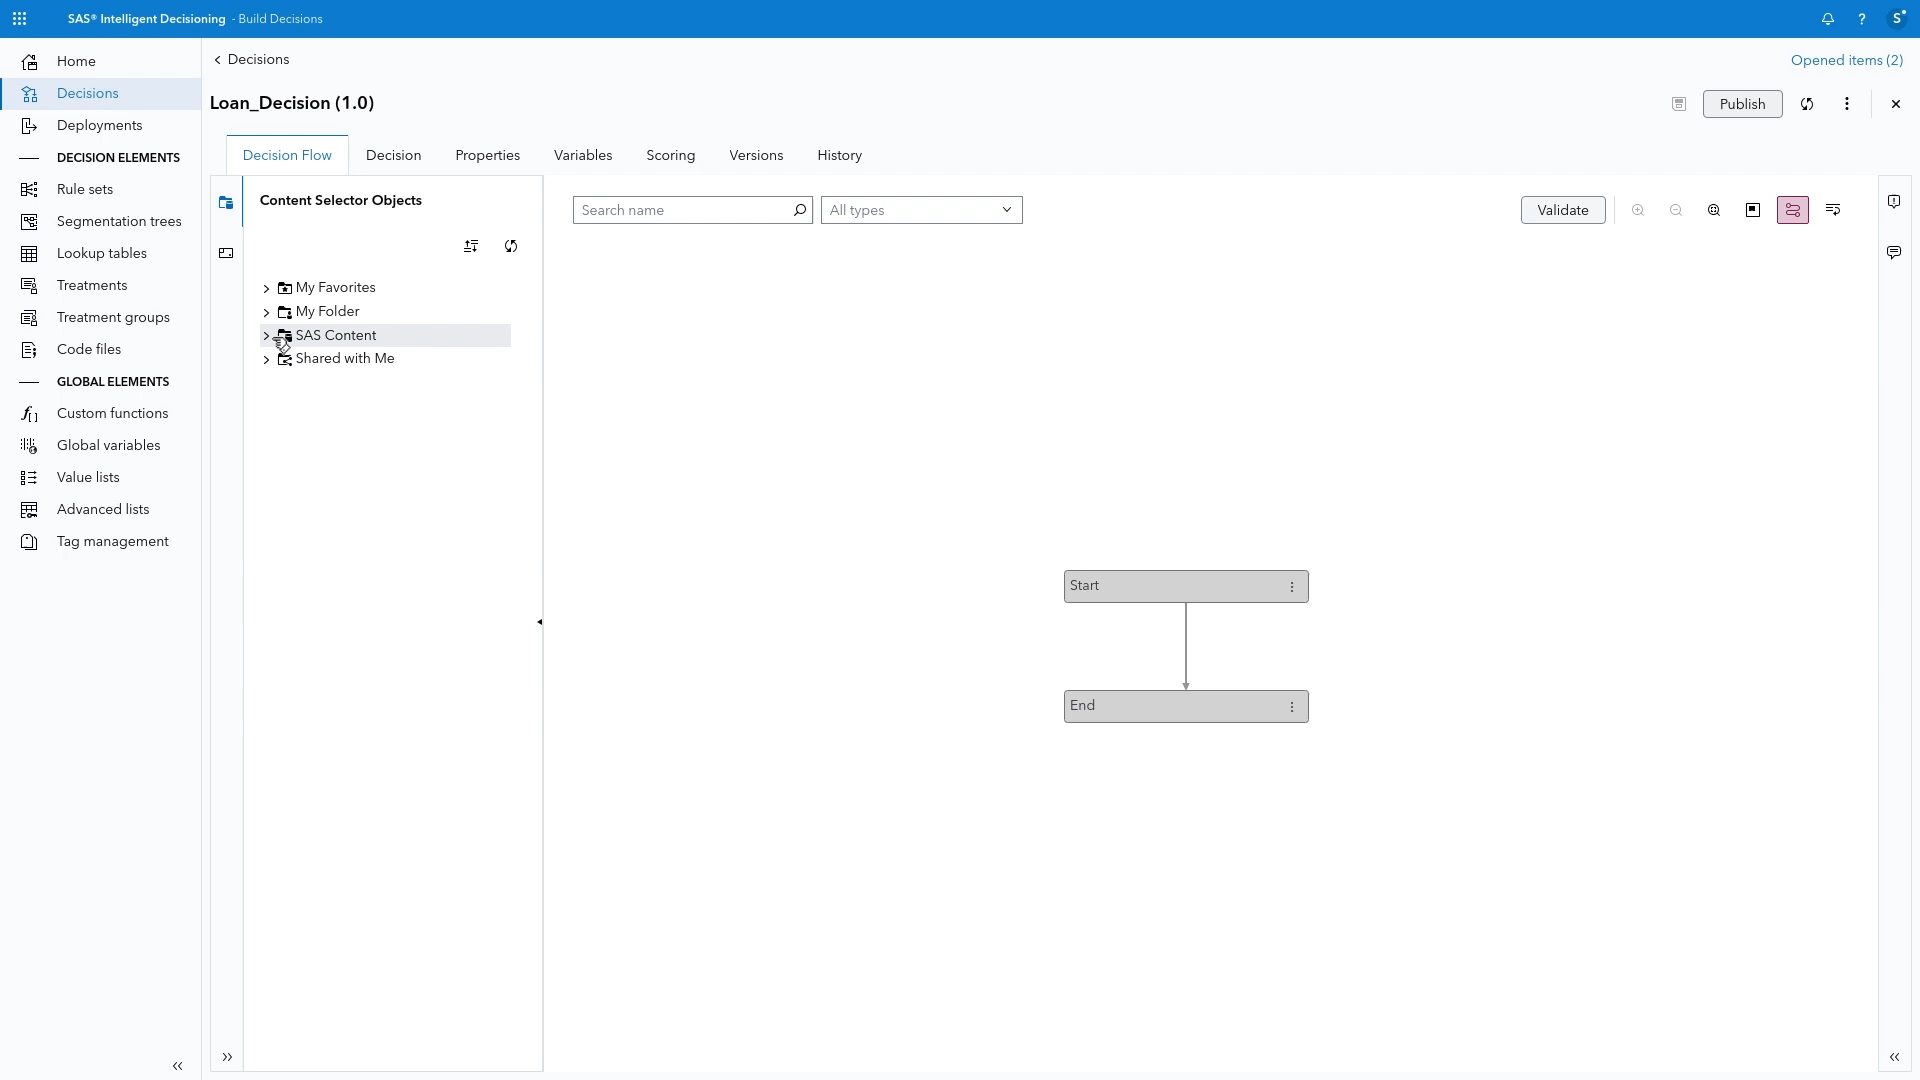 SAS® Intelligent Decisioning - Build Decisions
S
Home
Decisions
Deployments
DECISION ELEMENTS
Rule sets
Segmentation trees
Lookup tables
Treatments
Treatment groups
Code files
GLOBAL ELEMENTS
Custom functions
Global variables
Value lists
Advanced lists
Tag management
Decisions
Opened items (2)
Loan_Decision (1.0)
Publish
Decision Flow
Decision
Properties
Variables
Scoring
Versions
History
Content Selector Objects
My Favorites
My Folder
SAS Content
Shared with Me
Search name
All types
Validate
Start
End